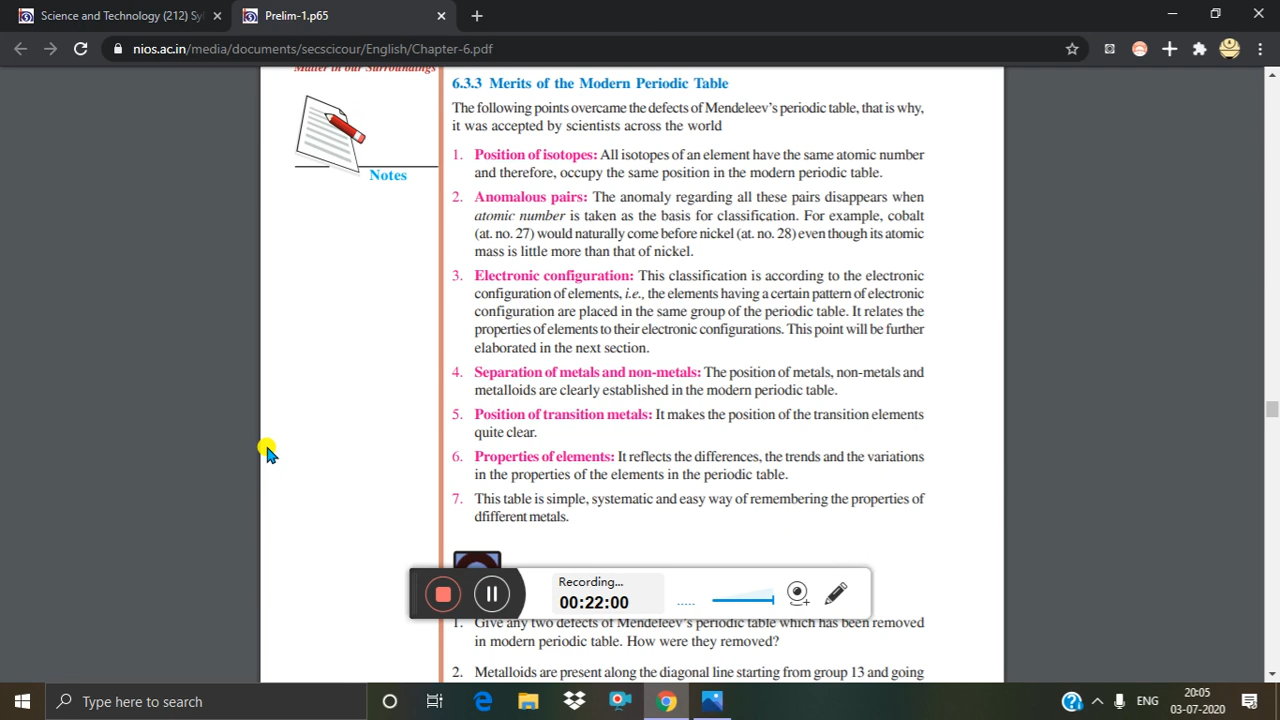 Science and Technology (212) Sy
Prelim-1.p65
nios.ac.in/media/documents/secscicour/English/Chapter-6.pdf
Matter in our Surroundings
6.3.3 Merits of the Modern Periodic Table
The following points overcame the defects of Mendeleev's periodic table, that is why,
it was accepted by scientists across the world
1. Position of isotopes: All isotopes of an element have the same atomic number
and therefore, occupy the same position in the modern periodic table.
Notes
2. Anomalous pairs: The anomaly regarding all these pairs disappears when
atomic number is taken as the basis for classification. For example, cobalt
(at. no. 27) would naturally come before nickel (at. no. 28) even though its atomic
mass is little more than that of nickel.
3. Electronic configuration: This classification is according to the electronic
configuration of elements, i.e., the elements having a certain pattern of electronic
configuration are placed in the same group of the periodic table. It relates the
properties of elements to their electronic configurations. This point will be further
elaborated in the next section.
4. Separation of metals and non-metals: The position of metals, non-metals and
metalloids are clearly established in the modern periodic table.
5. Position of transition metals: It makes the position of the transition elements
quite clear.
6. Properties of elements: It reflects the differences, the trends and the variations
in the properties of the elements in the periodic table.
7. This table is simple, systematic and easy way of remembering the properties of
dfifferent metals.
Recording...
00:22:00
1. Give any two defects of Mendeleev's periodic table which has been removed
in modern periodic table. How were they removed?
2. Metalloids are present along the diagonal line starting from group 13 and going
Type here to search
ENG
20:05
03-07-2020